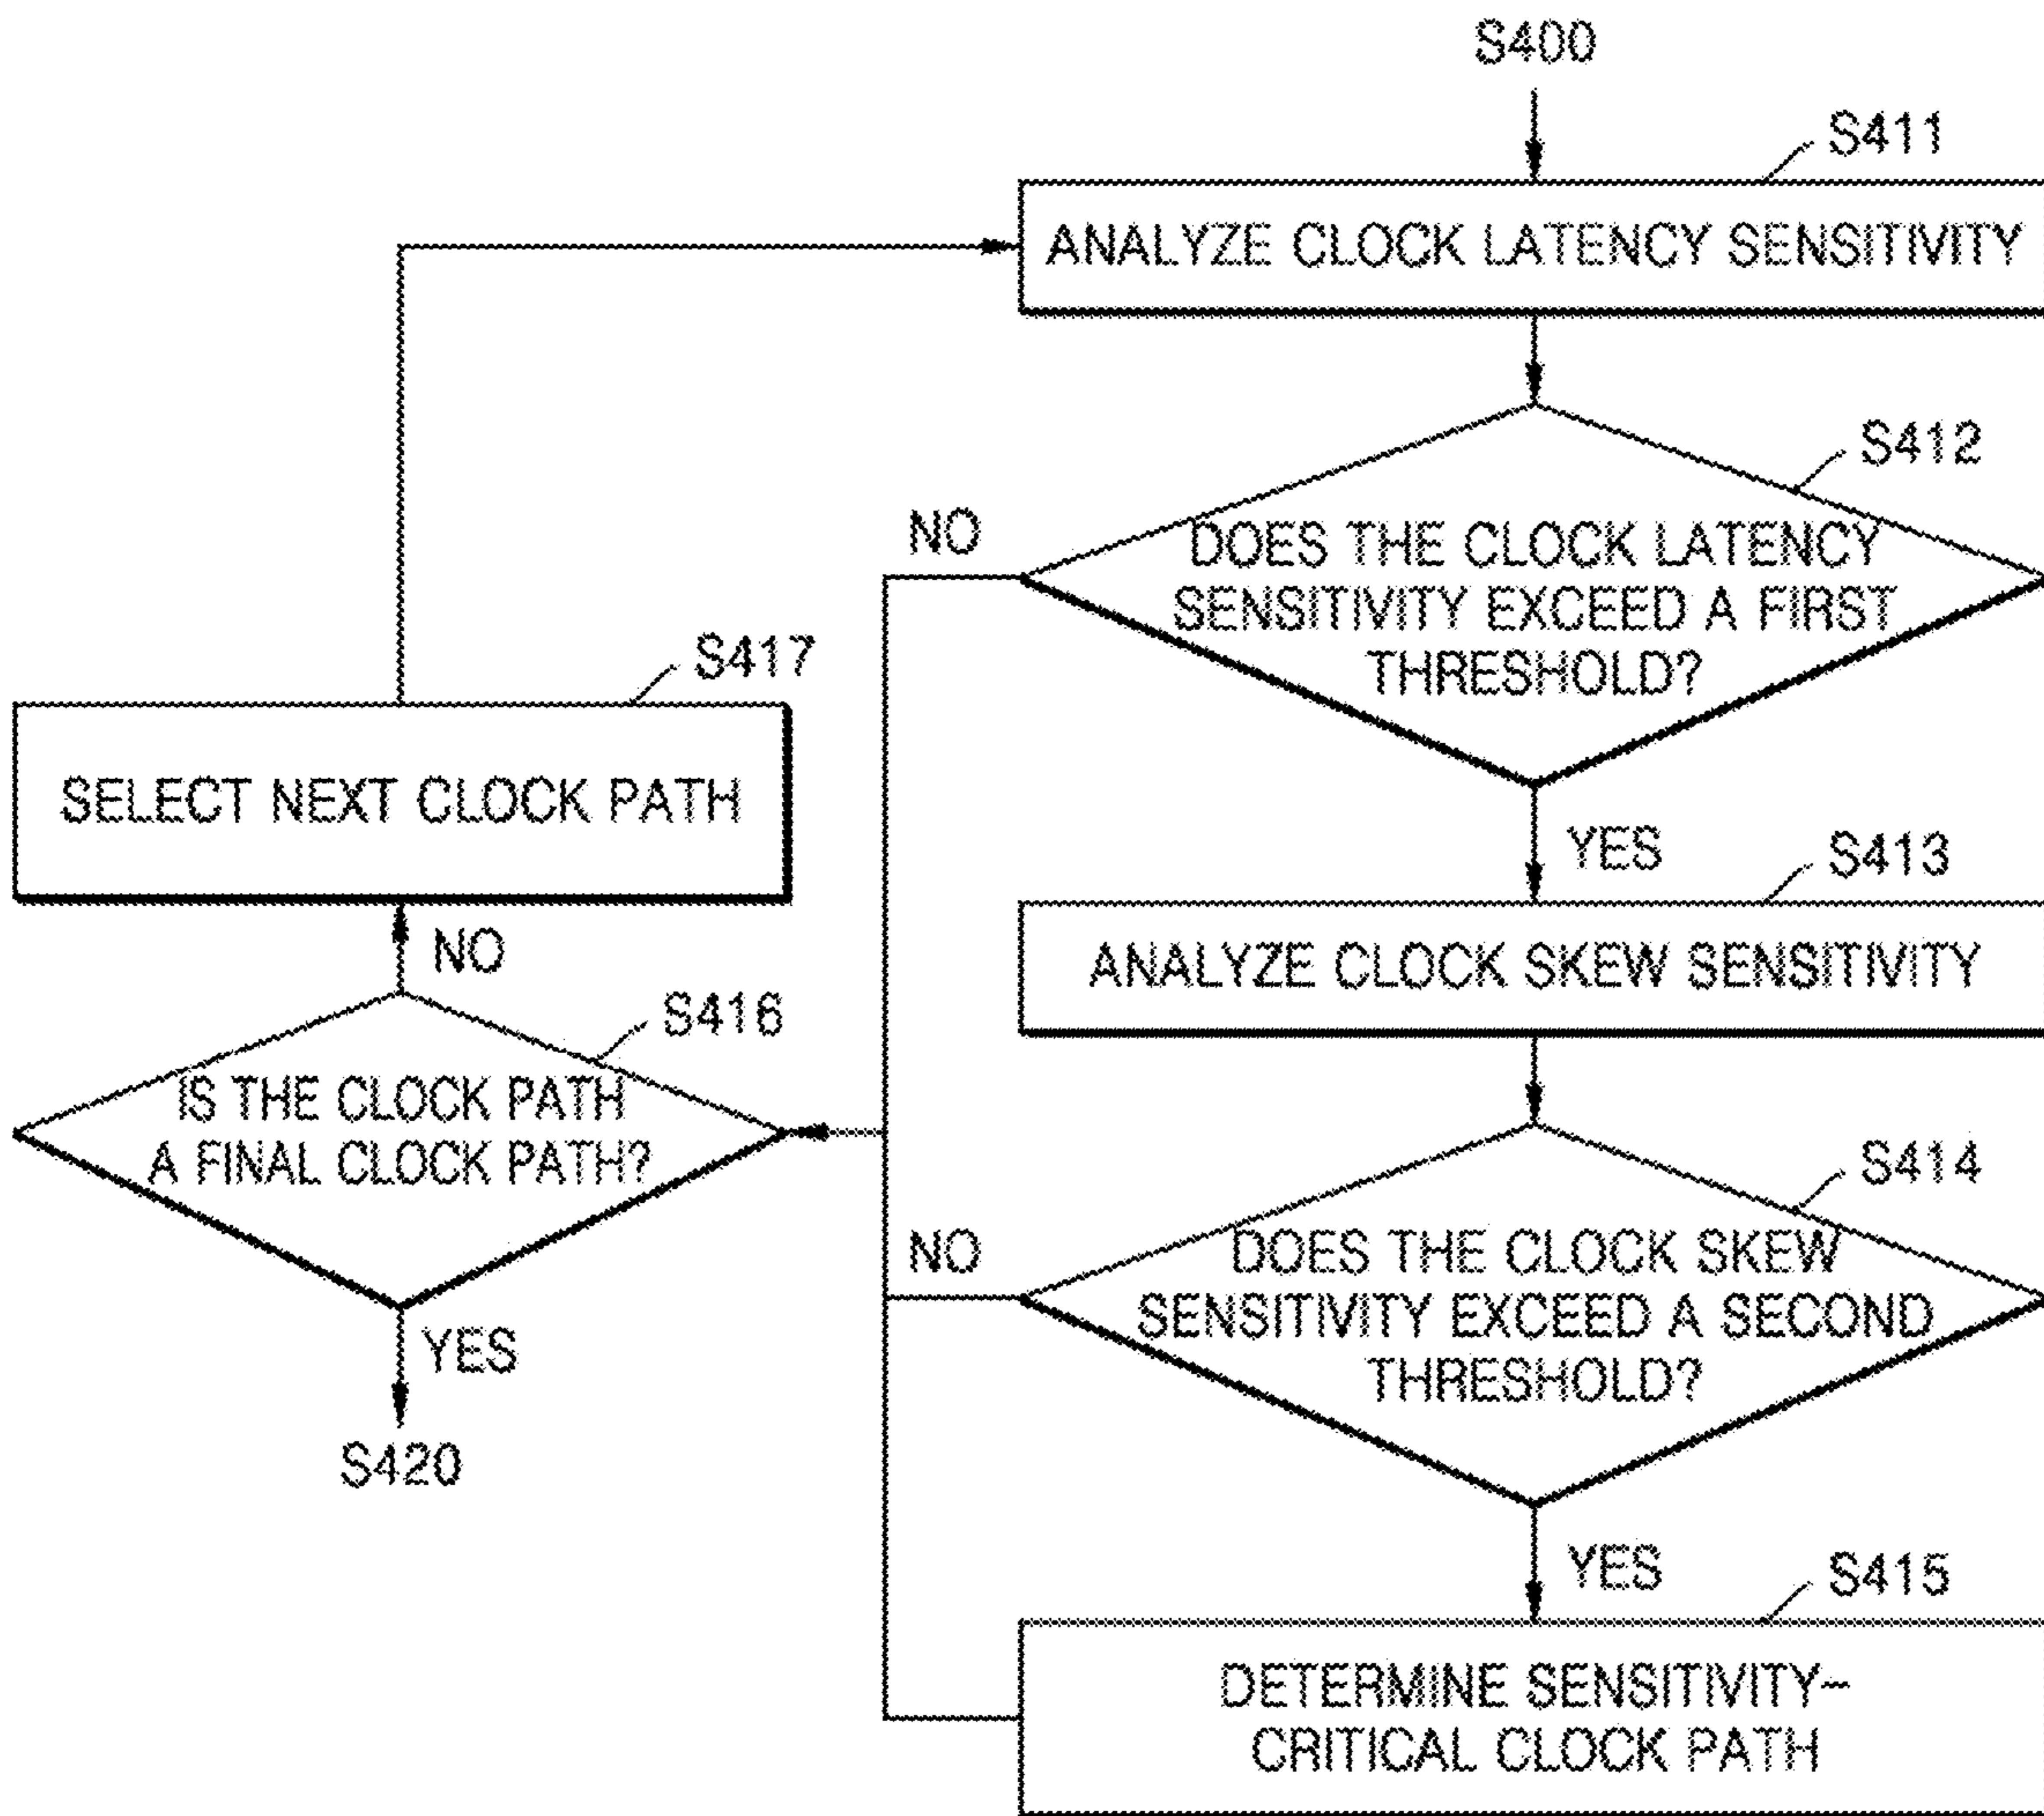 S400
S411
ANALYZE CLOCK LATENCY SENSITIVITY
S412
NO
DOES THE CLOCK LATENCY
SENSITIVITY EXCEED A FIRST
THRESHOLD?
S417
SELECT NEXT CLOCK PATH
YES
S413
NO
ANALYZE CLOCK SKEW SENSITIVITY
S416
IS THE CLOCK PATH
A FINAL CLOCK PATH?
S414
NO
DOES THE CLOCK SKEW
SENSITIVITY EXCEED A SECOND
THRESHOLD?
YES
S420
YES
S415
DETERMINE SENSITIVITY-
CRITICAL CLOCK PATH